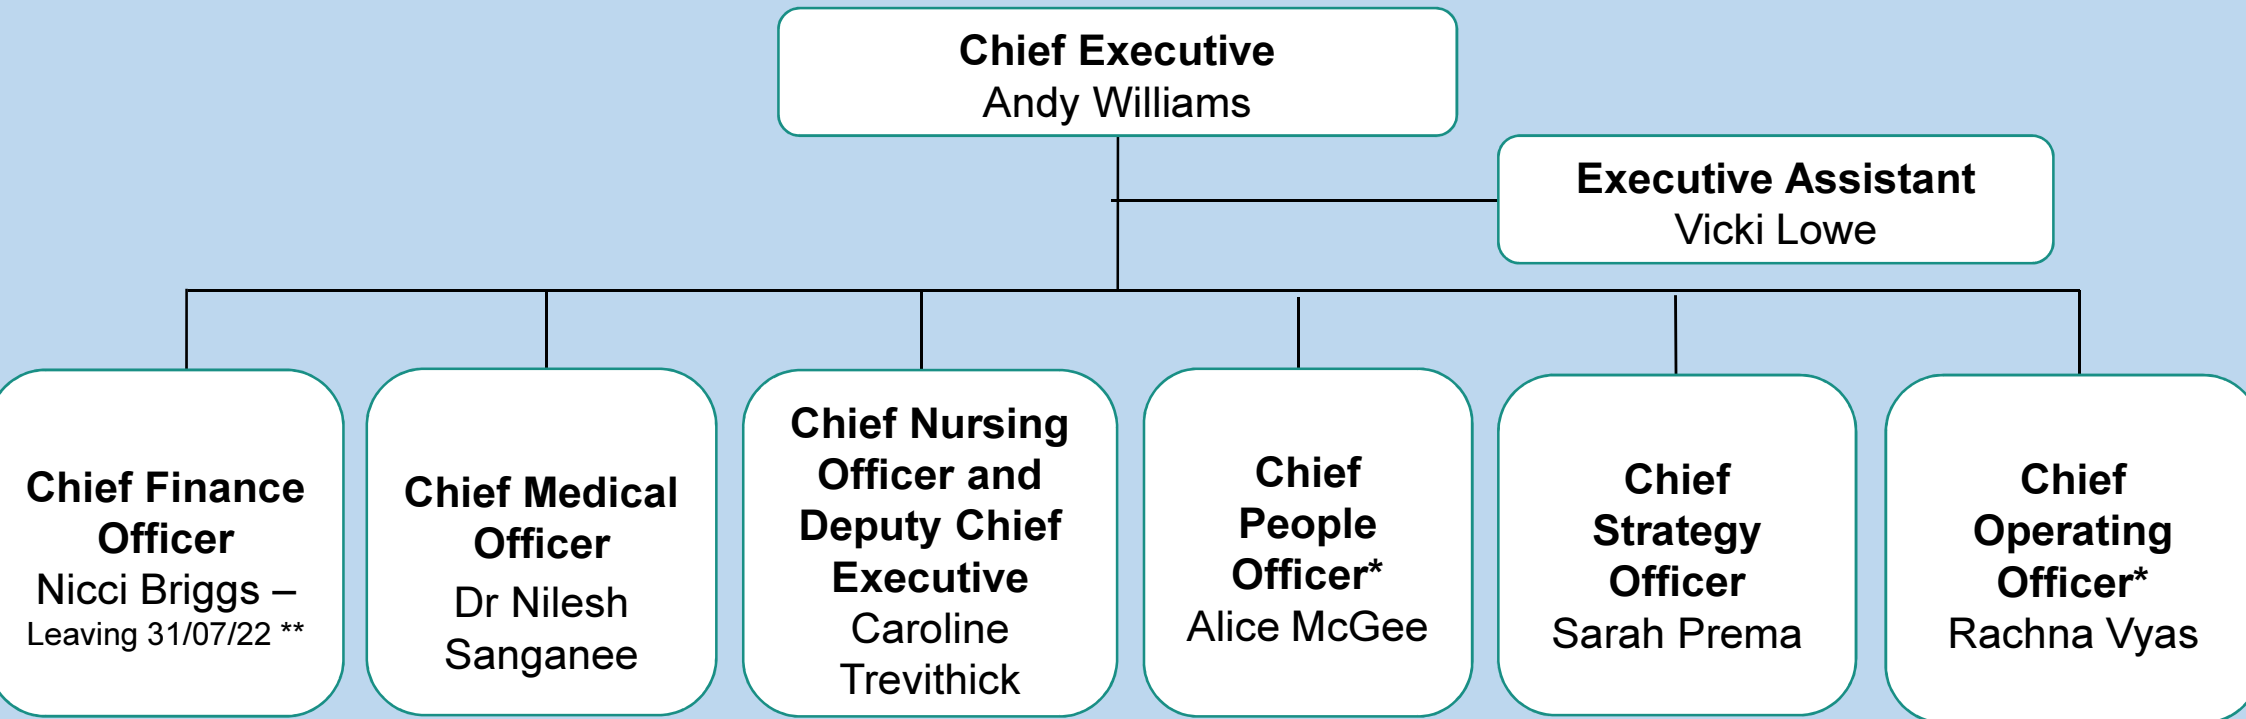 Chief Executive
Andy Williams
Executive Assistant
Vicki Lowe
Chief Finance
Officer
Nicci Briggs –
Leaving 31/07/22 **
Chief Medical
Officer
Dr Nilesh
Sanganee
Chief Nursing
Officer and
Deputy Chief
Executive
Caroline
Trevithick
Chief
People
Officer*
Alice McGee
Chief
Strategy
Officer
Sarah Prema
Chief
Operating
Officer*
Rachna Vyas